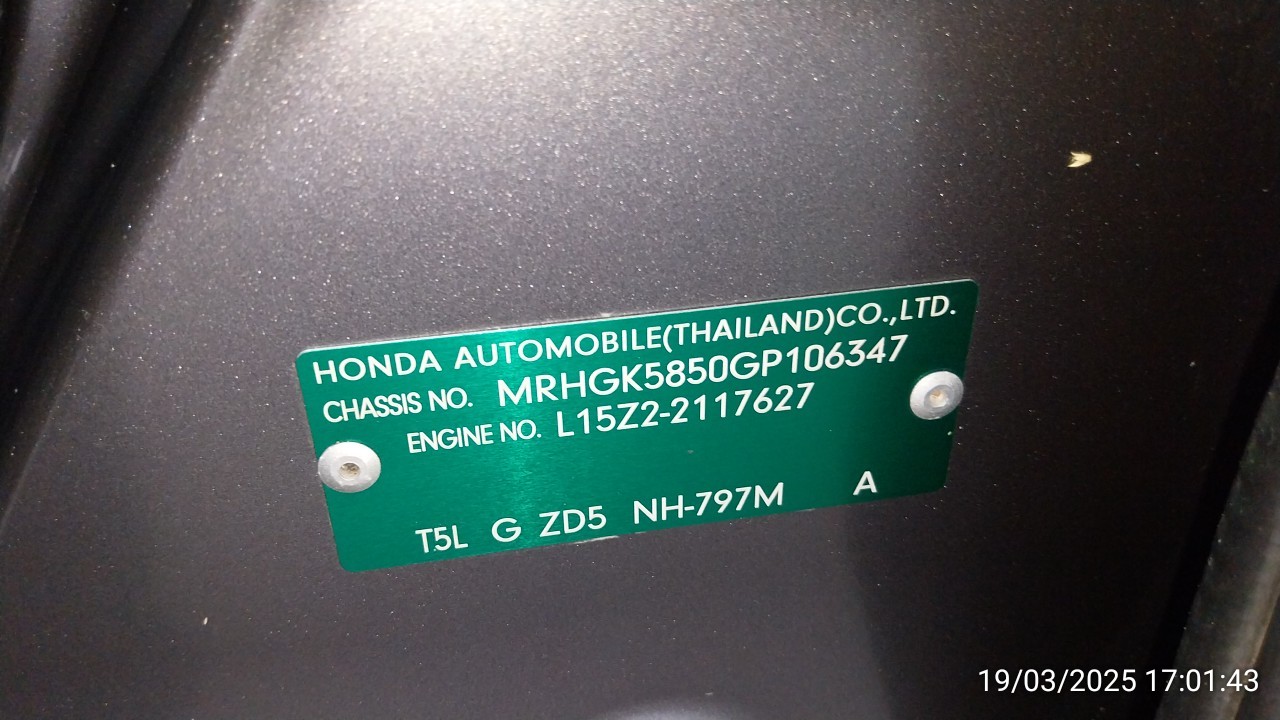 HONDA AUTOMOBILE(THAILAND)CO.,LTD.
CHASSIS NO. MRHGK5850GP106347
ENGINE NO. L15Z2-2117627
T5L G ZD5 NH-797M A
19/03/2025 17:01:43